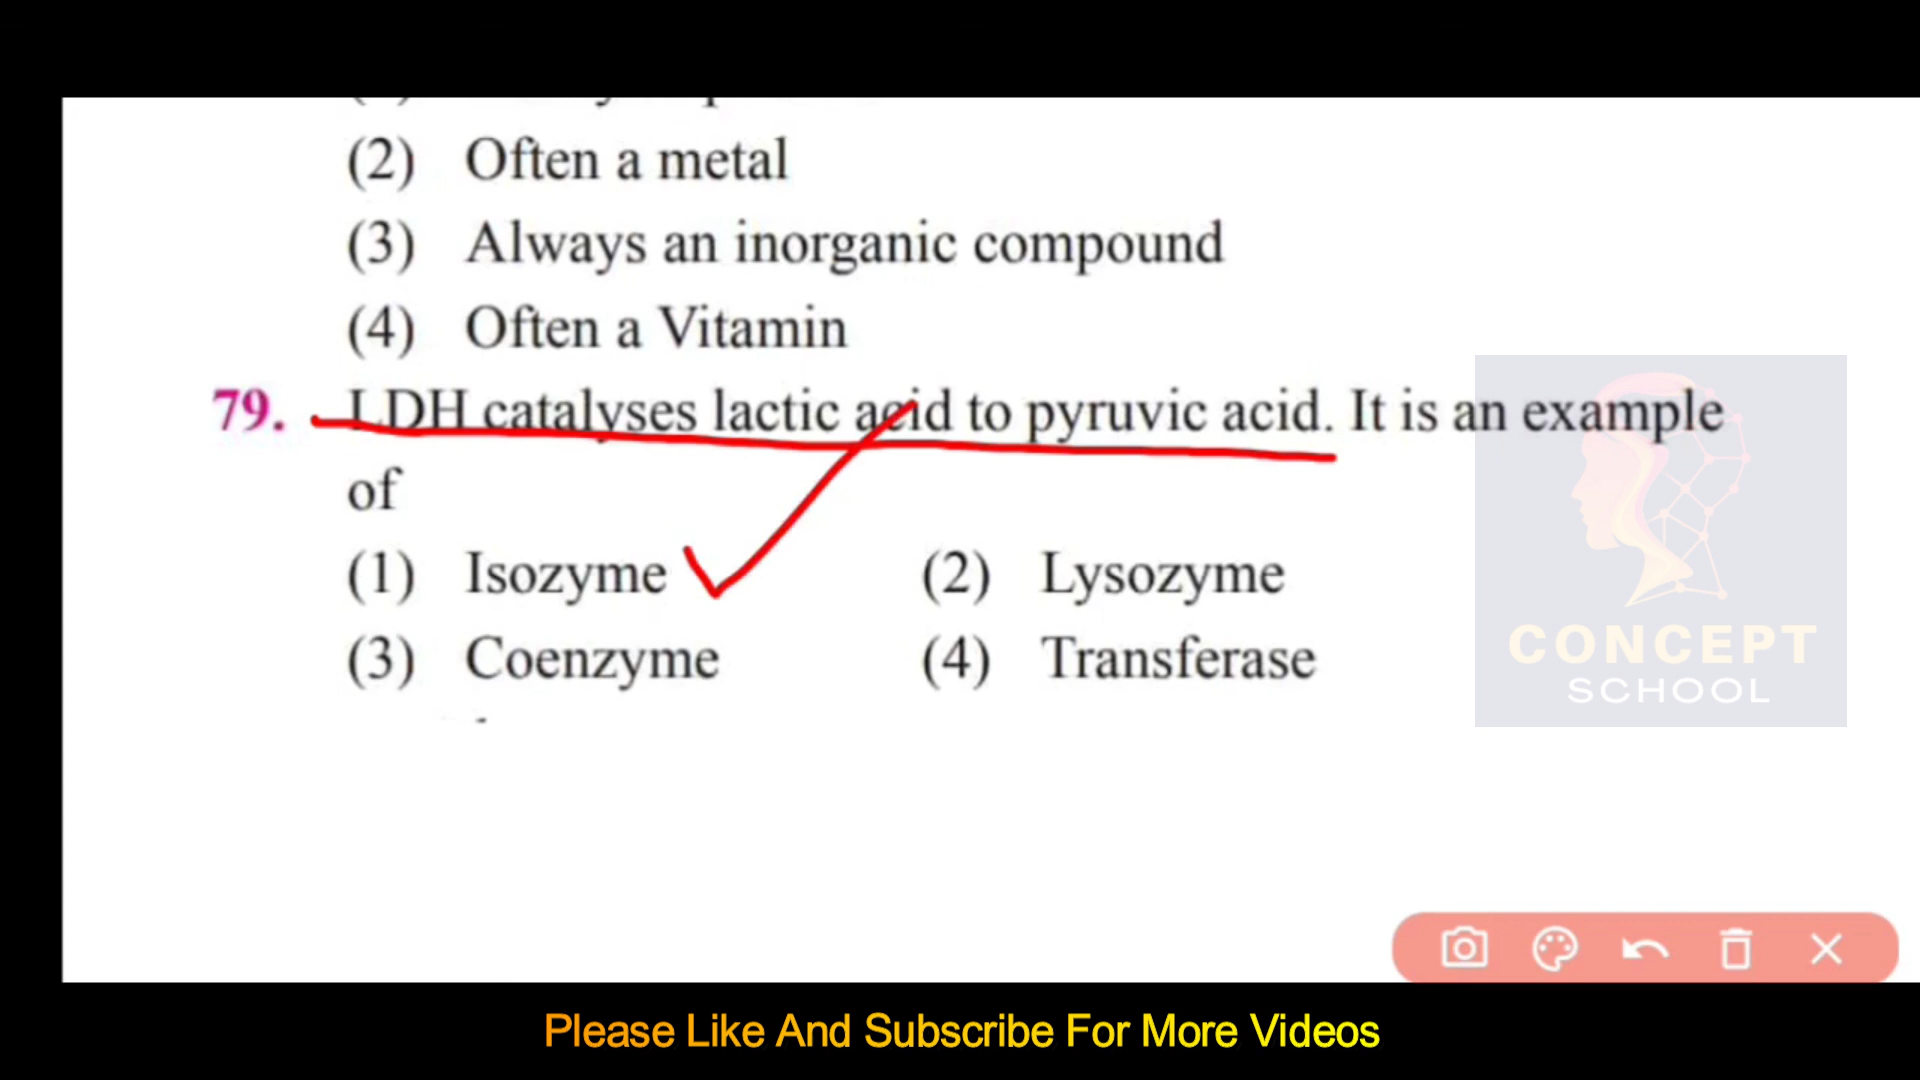 (2) Often a metal
(3) Always an inorganic compound
(4) Often a Vitamin
79. LDH catalyses lactic acid to pyruvic acid. It is an example
of
(1) Isozyme (2) Lysozyme
(3) Coenzyme (4) Transferase
CONCEPT
SCHOOL
Please Like And Subscribe For More Videos